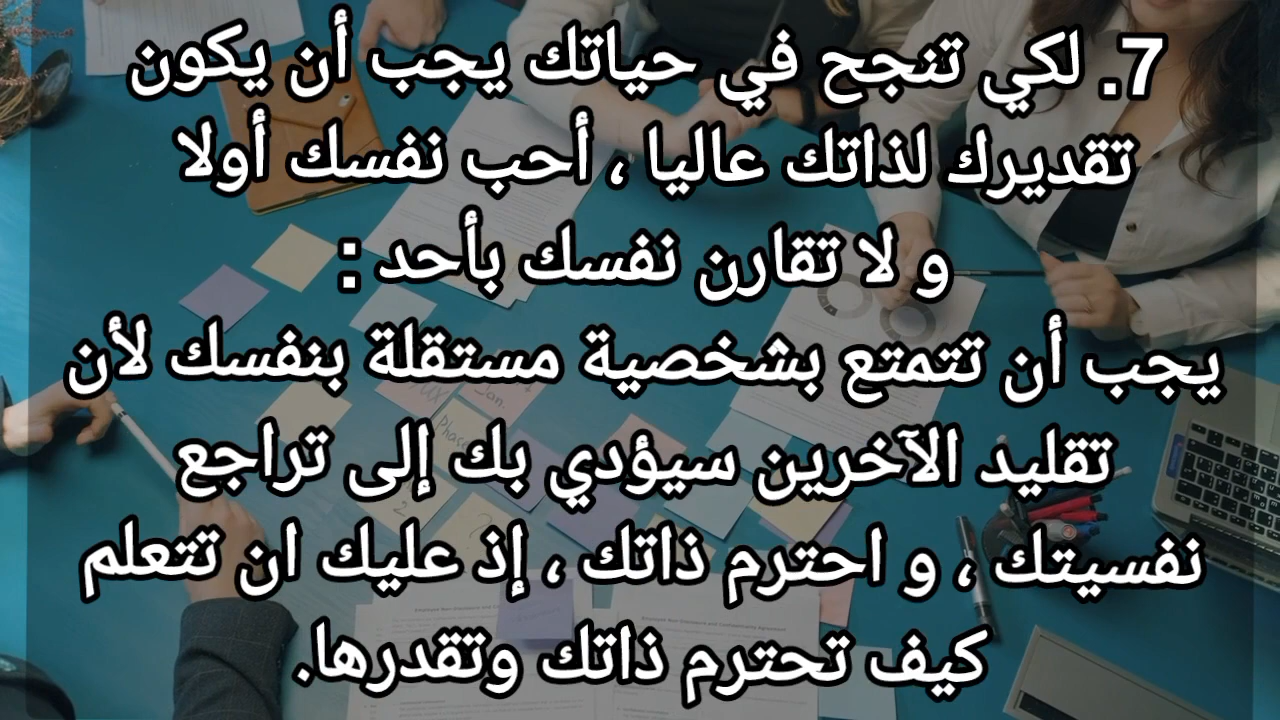 7. لكي تنجح في حياتك يجب أن يكون
تقديرك لذاتك عاليا ، أحب نفسك أولا
و لا تقارن نفسك بأحد :
يجب أن تتمتع بشخصية مستقلة بنفسك لأن
تقليد الآخرين سيؤدي بك إلى تراجع
نفسيتك ، و احترم ذاتك ، إذ عليك ان تتعلم
كيف تحترم ذاتك وتقدرها.